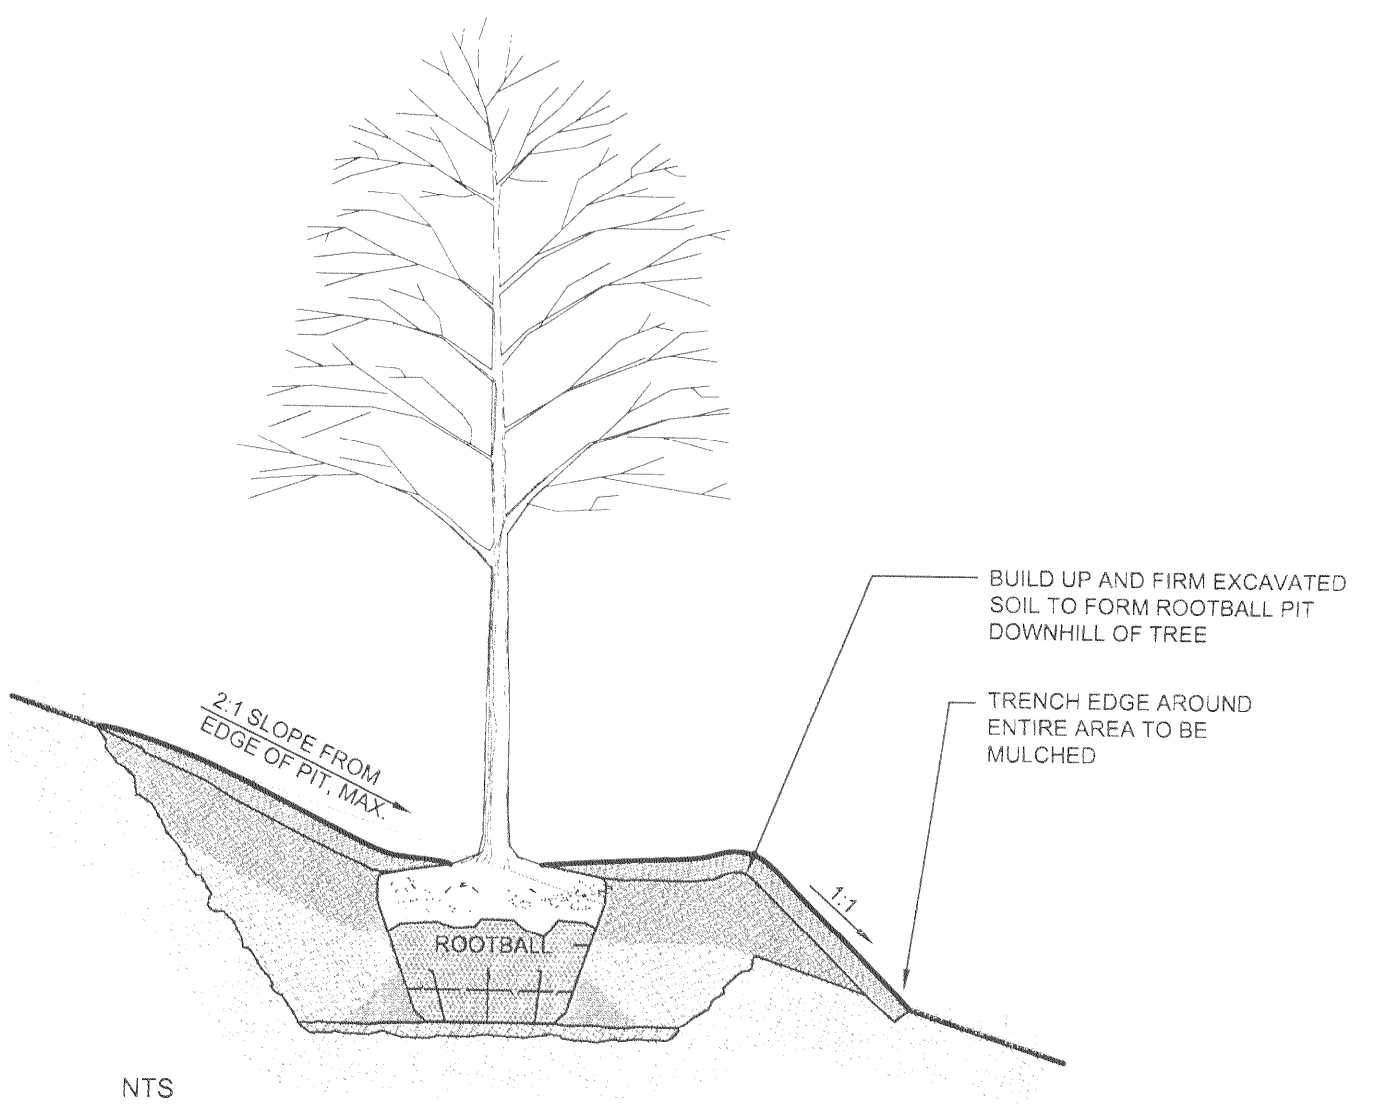 BUILD UP AND FIRM EXCAVATED
SOIL TO FORM ROOTBALL PIT
DOWNHILL OF TREE
TRENCH EDGE AROUND
ENTIRE AREA TO BE
MULCHED
2:1 SLOPE FROM
EDGE OF PIT, MAX.
1:1
ROOTBALL
NTS